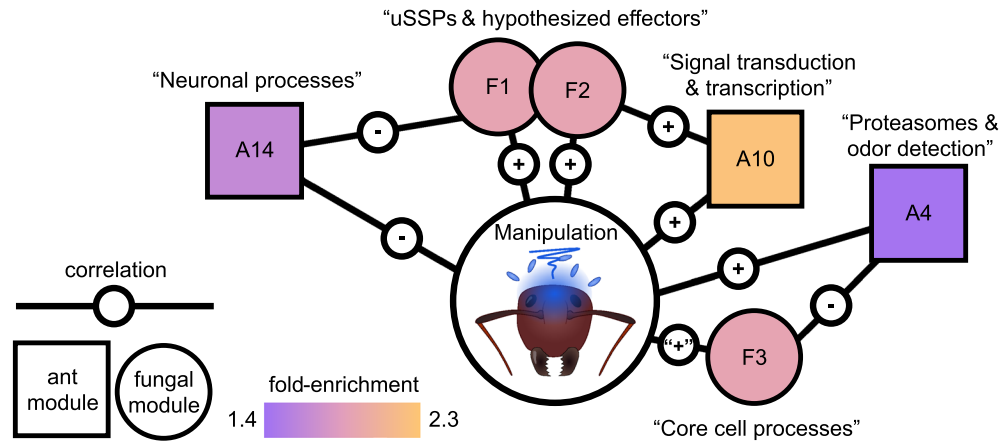 “uSSPs & hypothesized effectors”
“Neuronal processes”
“Signal transduction
& transcription”
“Proteasomes &
odor detection”
F1
F2
A14
A10
A4
-
+
+
+
+
-
+
-
“+”
Manipulation
F3
“Core cell processes”
correlation
ant
module
fungal
module
fold-enrichment
1.4
2.3